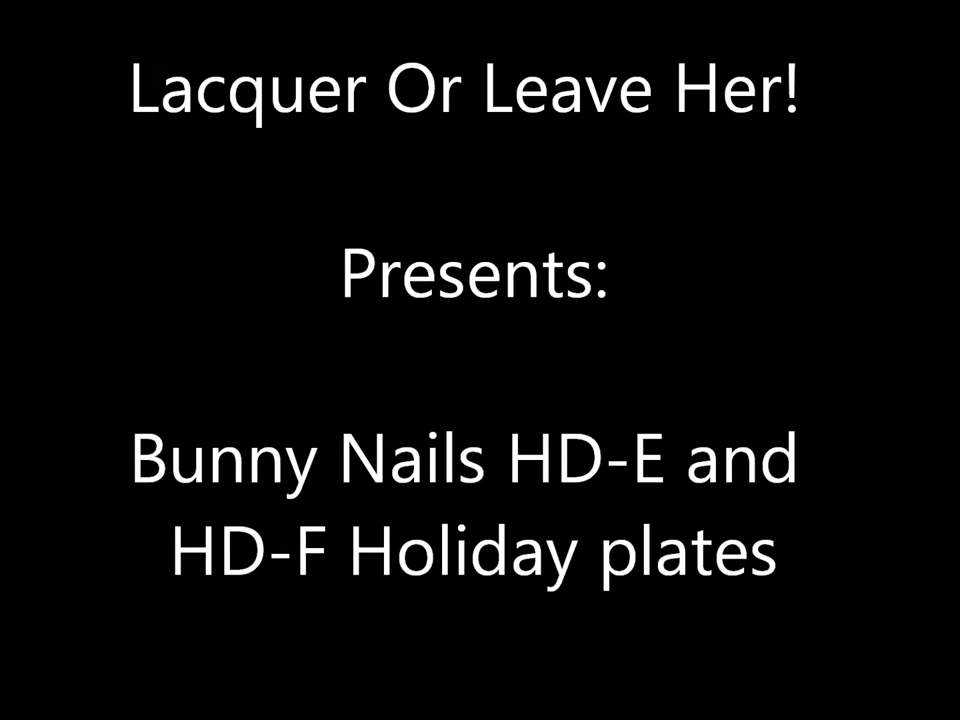 Lacquer Or Leave Her!
Presents:
Bunny Nails HD-E and
HD-F Holiday plates